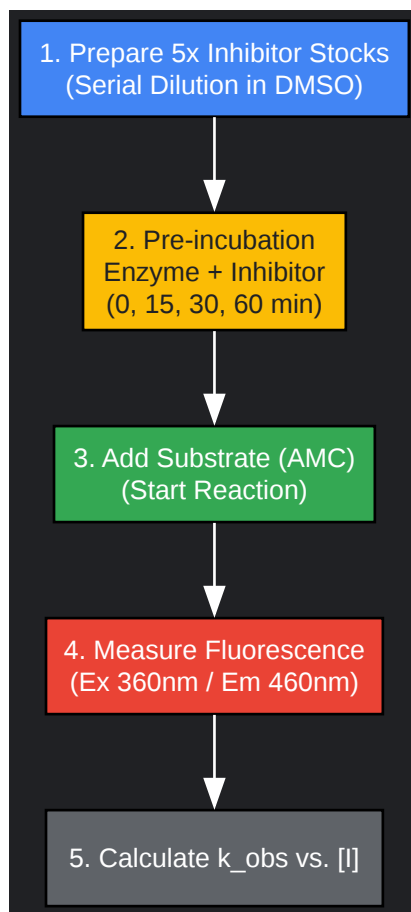 1. Prepare 5x Inhibitor Stocks
(Serial Dilution in DMSO)
2. Pre-incubation
Enzyme + Inhibitor
(0, 15, 30, 60 min)
3. Add Substrate (AMC)
(Start Reaction)
4. Measure Fluorescence
(Ex 360nm / Em 460nm)
5. Calculate k_obs vs. [I]